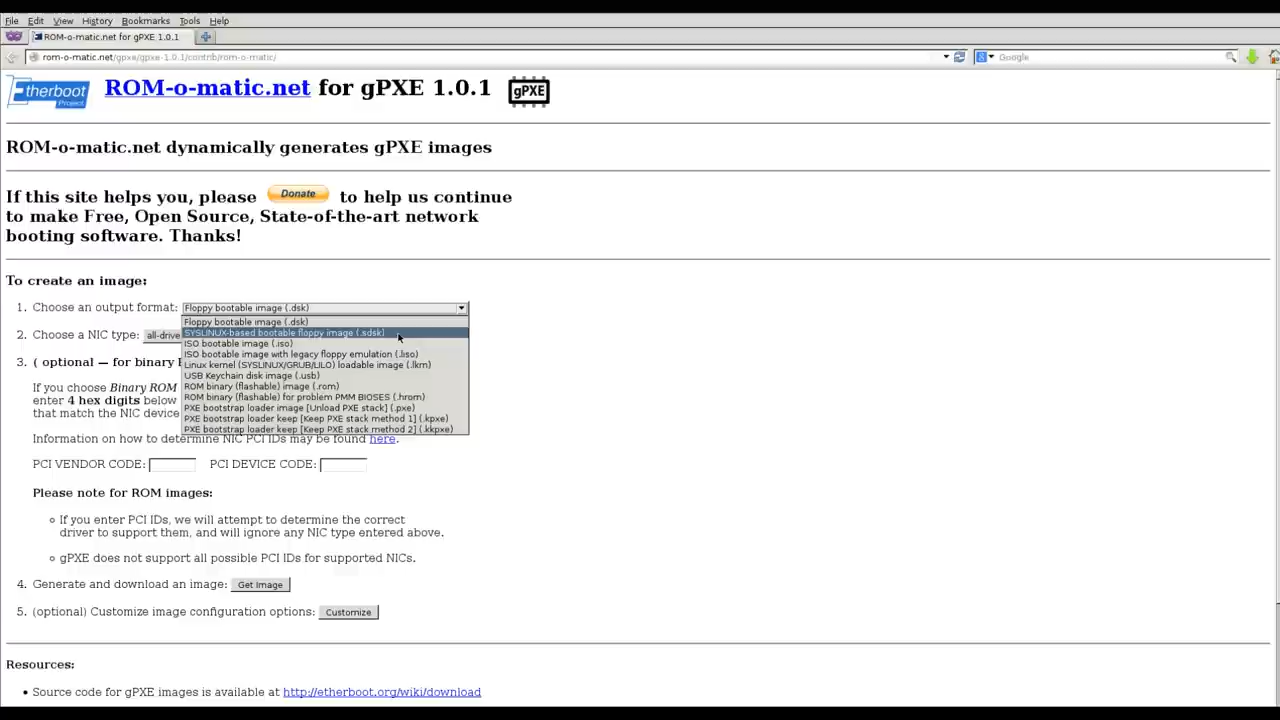 File Edit View History Bookmarks Tools Help
ROM-o-matic.net for gPXE 1.0.1
rom-o-matic.net/gpxe/gpxe-1.0.1/contrib/rom-o-matic/
Google
Etherboot
Project
ROM-o-matic.net for gPXE 1.0.1
gPXE
ROM-o-matic.net dynamically generates gPXE images
If this site helps you, please Donate to help us continue
to make Free, Open Source, State-of-the-art network
booting software. Thanks!
To create an image:
1. Choose an output format: Floppy bootable image (.dsk)
Floppy bootable image (.dsk)
SYSLINUX-based bootable floppy image (.sdsk)
ISO bootable image (.iso)
ISO bootable image with legacy floppy emulation (.liso)
Linux kernel (SYSLINUX/GRUB/LILO) loadable image (.lkrn)
USB Keychain disk image (.usb)
ROM binary (flashable) image (.rom)
ROM binary (flashable) for problem PMM BIOSES (.hrom)
PXE bootstrap loader image [Unload PXE stack] (.pxe)
PXE bootstrap loader keep [Keep PXE stack method 1] (.kpxe)
PXE bootstrap loader keep [Keep PXE stack method 2] (.kkpxe)
2. Choose a NIC type: all-drive
3. ( optional — for binary
If you choose Binary ROM
enter 4 hex digits below
that match the NIC device
Information on how to determine NIC PCI IDs may be found here.
PCI VENDOR CODE: PCI DEVICE CODE:
Please note for ROM images:
If you enter PCI IDs, we will attempt to determine the correct
driver to support them, and will ignore any NIC type entered above.
gPXE does not support all possible PCI IDs for supported NICs.
4. Generate and download an image: Get Image
5. (optional) Customize image configuration options: Customize
Resources:
• Source code for gPXE images is available at http://etherboot.org/wiki/download